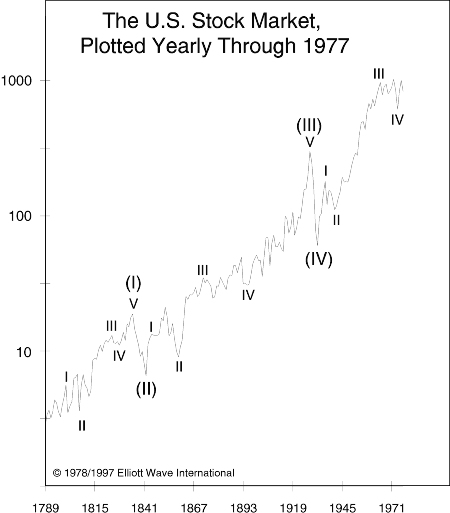 The U.S. Stock Market,
Plotted Yearly Through 1977
1000
III
IV
(III)
V
I
100
II
(IV)
III
(I)
V
IV
III
I
IV
10
I
II
(II)
II
© 1978/1997 Elliott Wave International
1789 1815 1841 1867 1893 1919 1945 1971